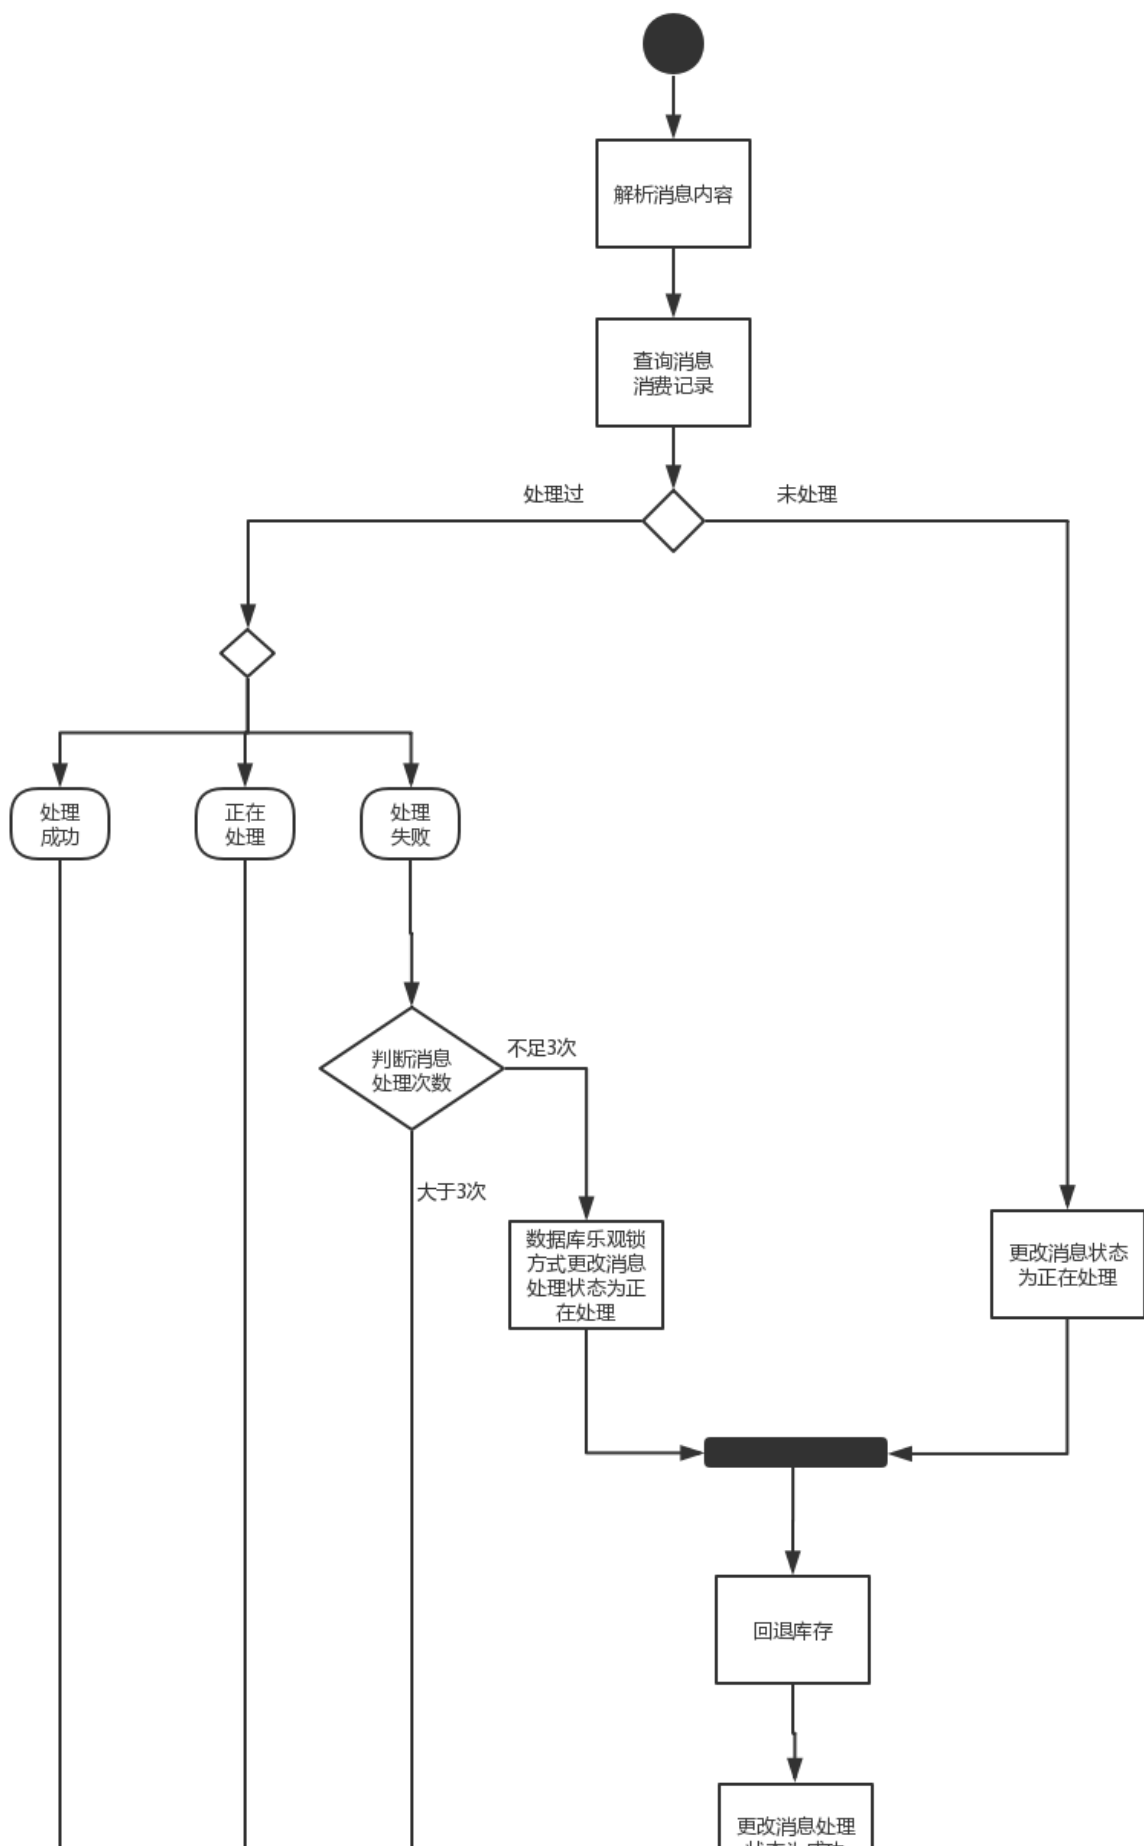 解析消息内容
查询消息
消费记录
处理过
未处理
处理
成功
正在
处理
处理
失败
判断消息
处理次数
不足3次
大于3次
数据库乐观锁
方式更改消息
处理状态为正
在处理
更改消息状态
为正在处理
回退库存
更改消息处理